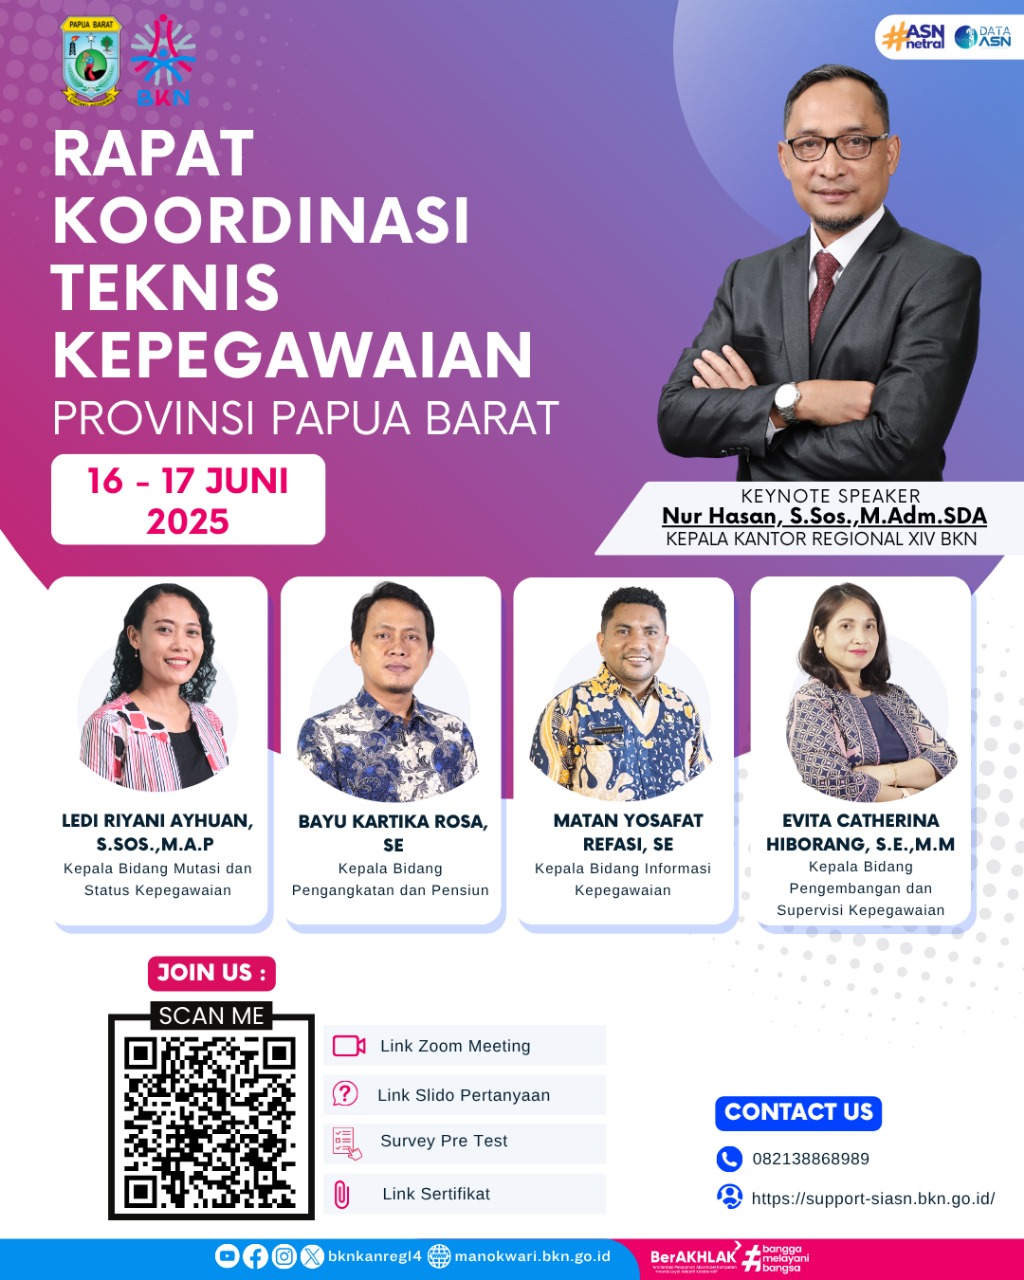 PAPUA BARAT
BKN
#ASN
netral
DATA
ASN
RAPAT
KOORDINASI
TEKNIS
KEPEGAWAIAN
PROVINSI PAPUA BARAT
16 - 17 JUNI
2025
KEYNOTE SPEAKER
Nur Hasan, S.Sos.,M.Adm.SDA
KEPALA KANTOR REGIONAL XIV BKN
LEDI RIYANI AYHUAN,
S.SOS.,M.A.P
Kepala Bidang Mutasi dan
Status Kepegawaian
BAYU KARTIKA ROSA,
SE
Kepala Bidang
Pengangkatan dan Pensiun
MATAN YOSAFAT
REFASI, SE
Kepala Bidang Informasi
Kepegawaian
EVITA CATHERINA
HIBORANG, S.E.,M.M
Kepala Bidang
Pengembangan dan
Supervisi Kepegawaian
JOIN US :
SCAN ME
Link Zoom Meeting
Link Slido Pertanyaan
Survey Pre Test
Link Sertifikat
CONTACT US
082138868989
https://support-siasn.bkn.go.id/
bknkanreg14
manokwari.bkn.go.id
BerAKHLAK
#bangga
melayani
bangsa